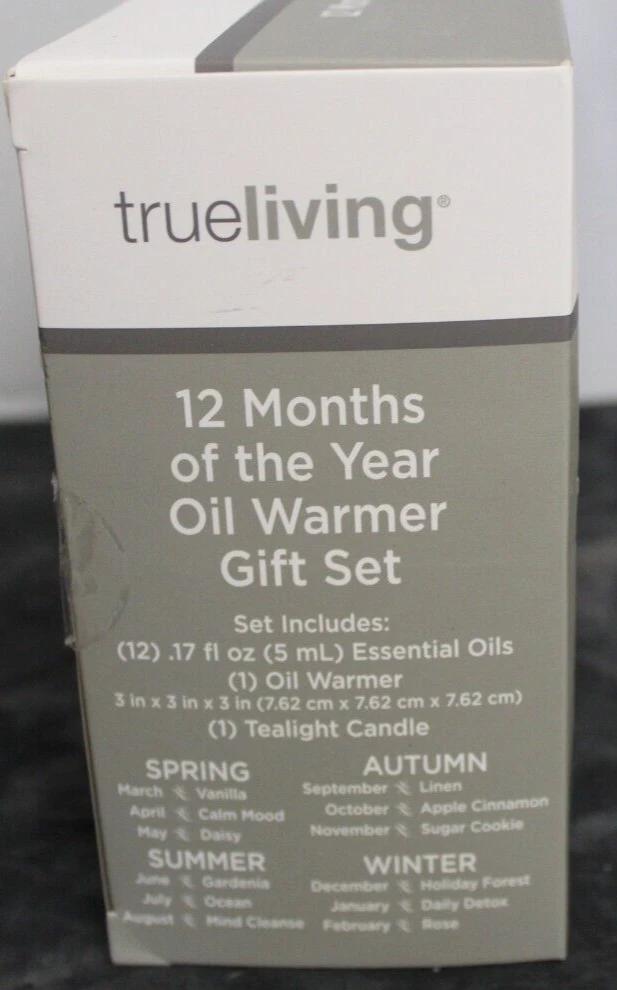 trueliving®
12 Months
of the Year
Oil Warmer
Gift Set
Set Includes:
(12) .17 fl oz (5 mL) Essential Oils
(1) Oil Warmer
3 in x 3 in x 3 in (7.62 cm x 7.62 cm x 7.62 cm)
(1) Tealight Candle
SPRING
March Vanilla
April Calm Mood
May Daisy
SUMMER
June Gardenia
July Ocean
August Mind Cleanse
AUTUMN
September Linen
October Apple Cinnamon
November Sugar Cookie
WINTER
December Holiday Forest
January Daily Detox
February Rose